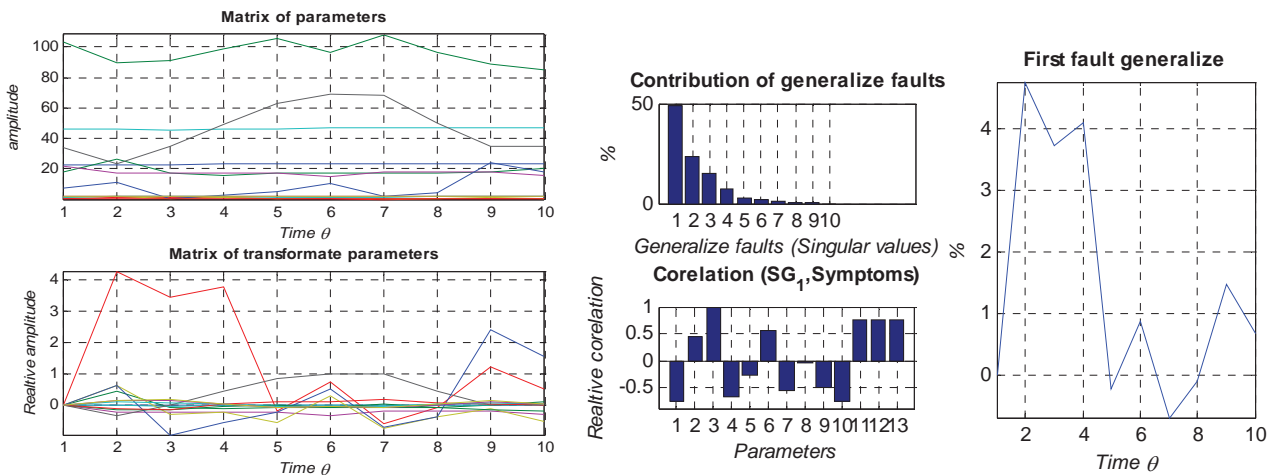 Matrix of parameters
amplitude
100
80
60
40
20
1 2 3 4 5 6 7 8 9 10
Time θ
Matrix of transformate parameters
Realtive amplitude
4
3
2
1
0
1 2 3 4 5 6 7 8 9 10
Time θ
Contribution of generalize faults
%
50
0
1 2 3 4 5 6 7 8 9 10
Generalize faults (Singular values)
Corelation (SG1,Symptoms)
Realtive corelation
1
0.5
0
-0.5
1 2 3 4 5 6 7 8 9 10 11 12 13
Parameters
First fault generalize
%
4
3
2
1
0
2 4 6 8 10
Time θ